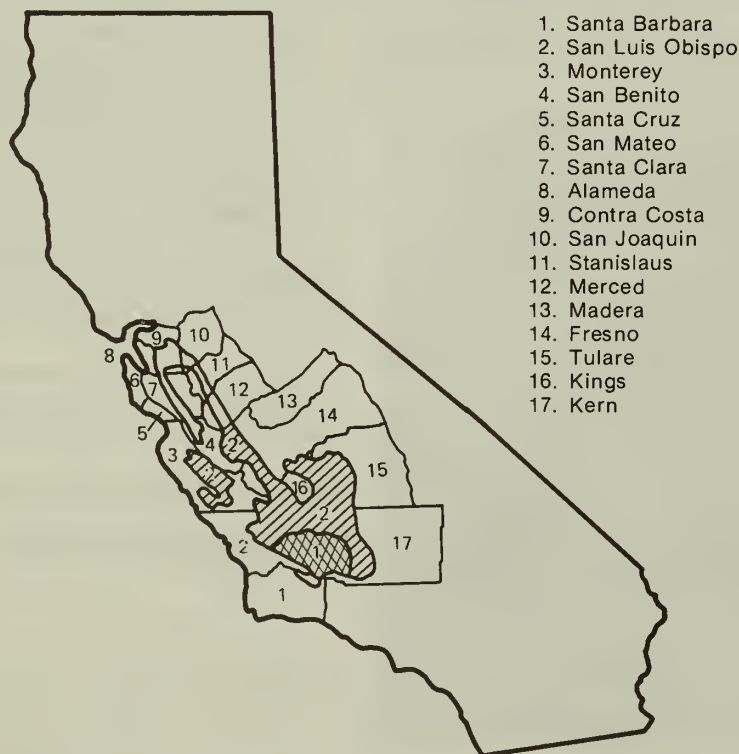 1. Santa Barbara
2. San Luis Obispo
3. Monterey
4. San Benito
5. Santa Cruz
6. San Mateo
7. Santa Clara
8. Alameda
9. Contra Costa
10. San Joaquin
11. Stanislaus
12. Merced
13. Madera
14. Fresno
15. Tulare
16. Kings
17. Kern
9
10
8
11
6
7
12
13
14
5
4
2
3
15
16
2
2
1
17
1